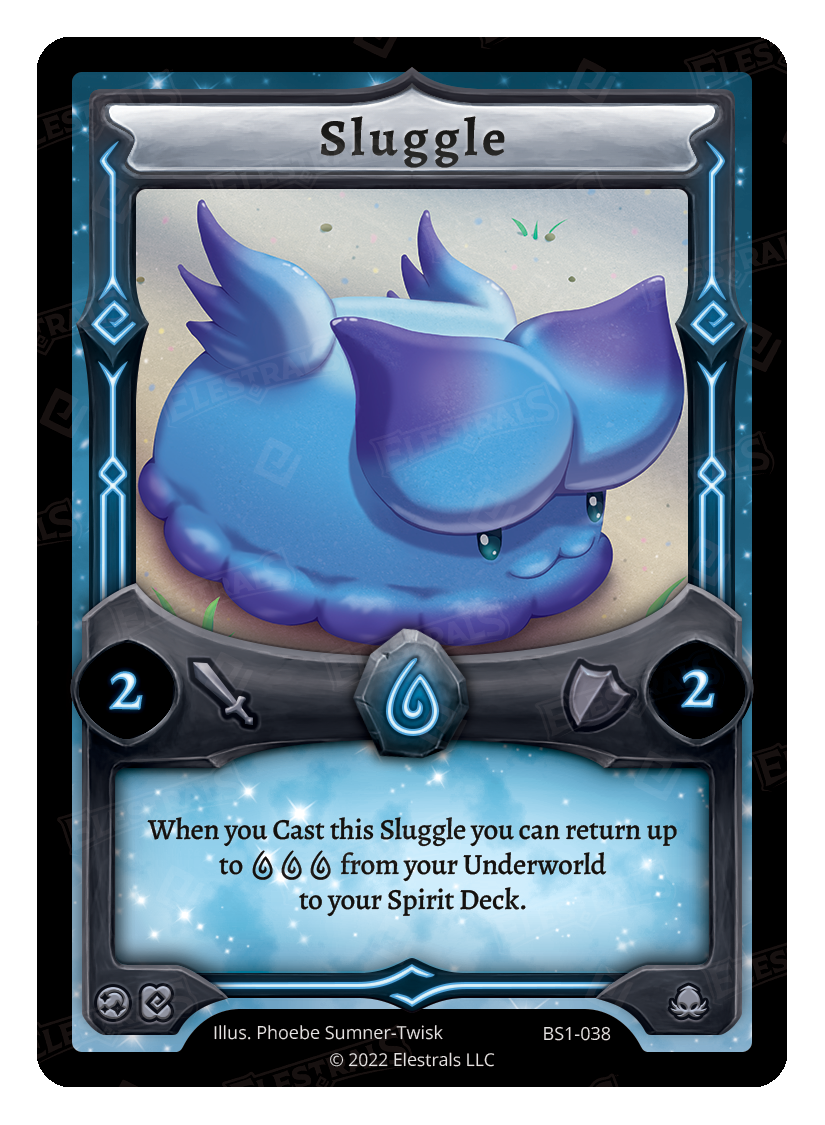 Sluggle
2
2
When you Cast this Sluggle you can return up
to from your Underworld
to your Spirit Deck.
Illus. Phoebe Sumner-Twisk
BS1-038
© 2022 Elestrals LLC
ELESTRALS